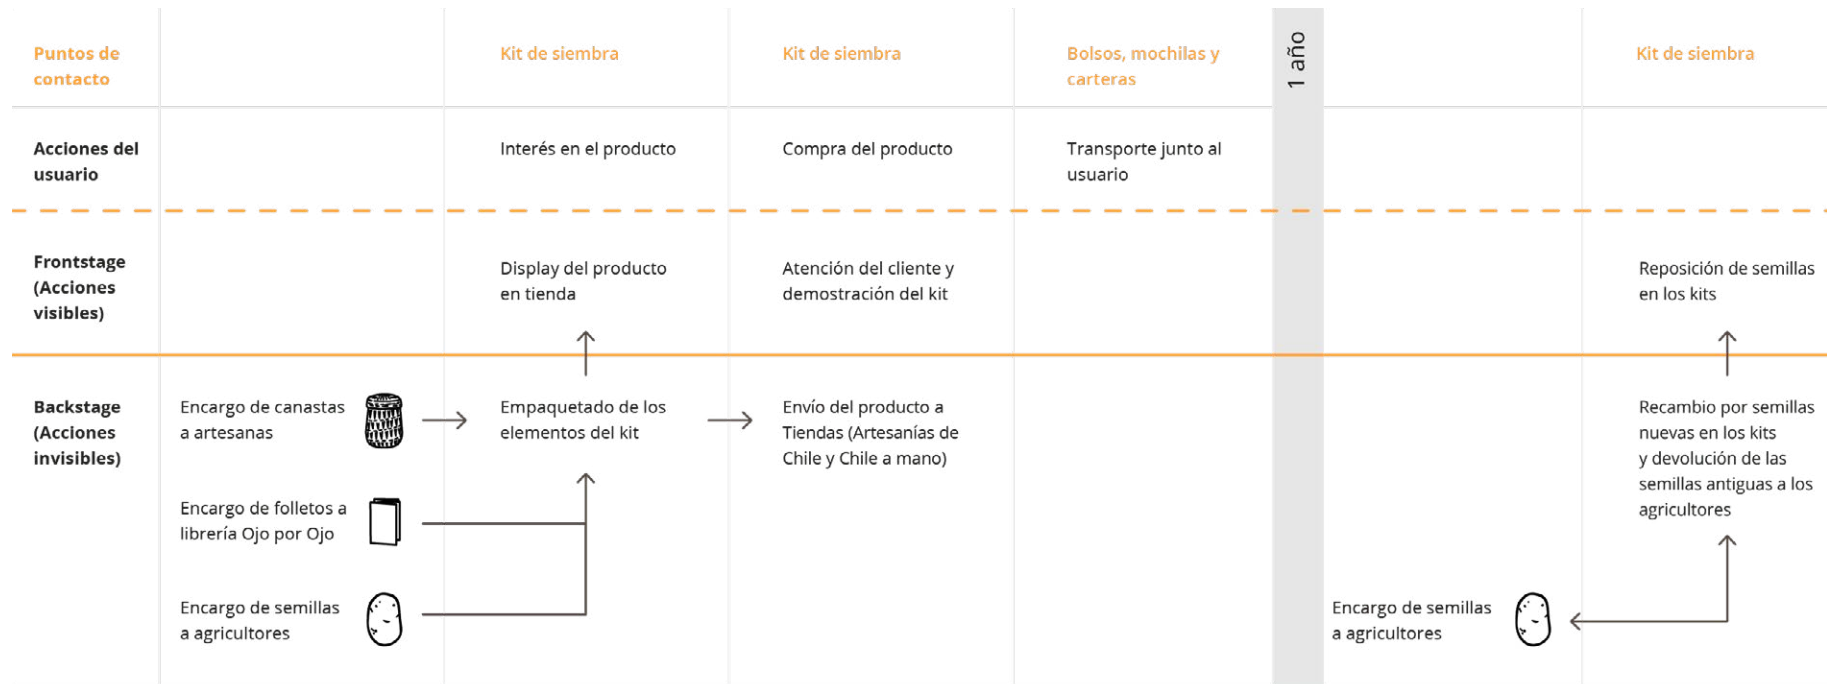 Puntos de
contacto
Kit de siembra
Kit de siembra
Bolsos, mochilas y
carteras
1 año
Kit de siembra
Acciones del
usuario
Interés en el producto
Compra del producto
Transporte junto al
usuario
Frontstage
(Acciones
visibles)
Display del producto
en tienda
Atención del cliente y
demostración del kit
Reposición de semillas
en los kits
Backstage
(Acciones
invisibles)
Encargo de canastas
a artesanas
Empaquetado de los
elementos del kit
Envío del producto a
Tiendas (Artesanías de
Chile y Chile a mano)
Recambio por semillas
nuevas en los kits
y devolución de las
semillas antiguas a los
agricultores
Encargo de folletos a
librería Ojo por Ojo
Encargo de semillas
a agricultores
Encargo de semillas
a agricultores